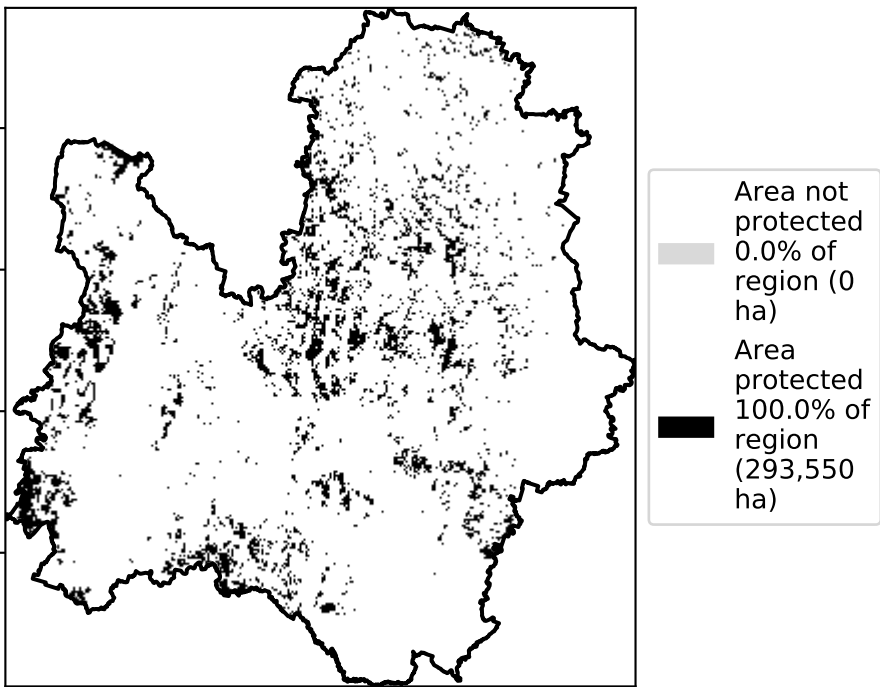 Area not
protected
0.0% of
region (0
ha)
Area
protected
100.0% of
region
(293,550
ha)